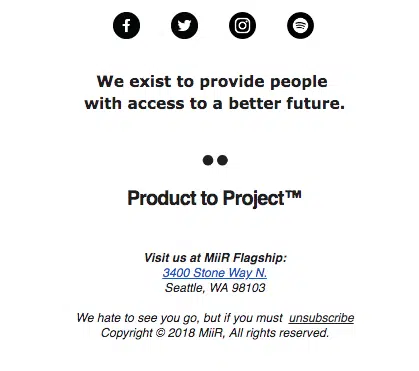 We exist to provide people
with access to a better future.
Product to Project™
Visit us at MiiR Flagship:
3400 Stone Way N.
Seattle, WA 98103
We hate to see you go, but if you must unsubscribe
Copyright © 2018 MiiR, All rights reserved.